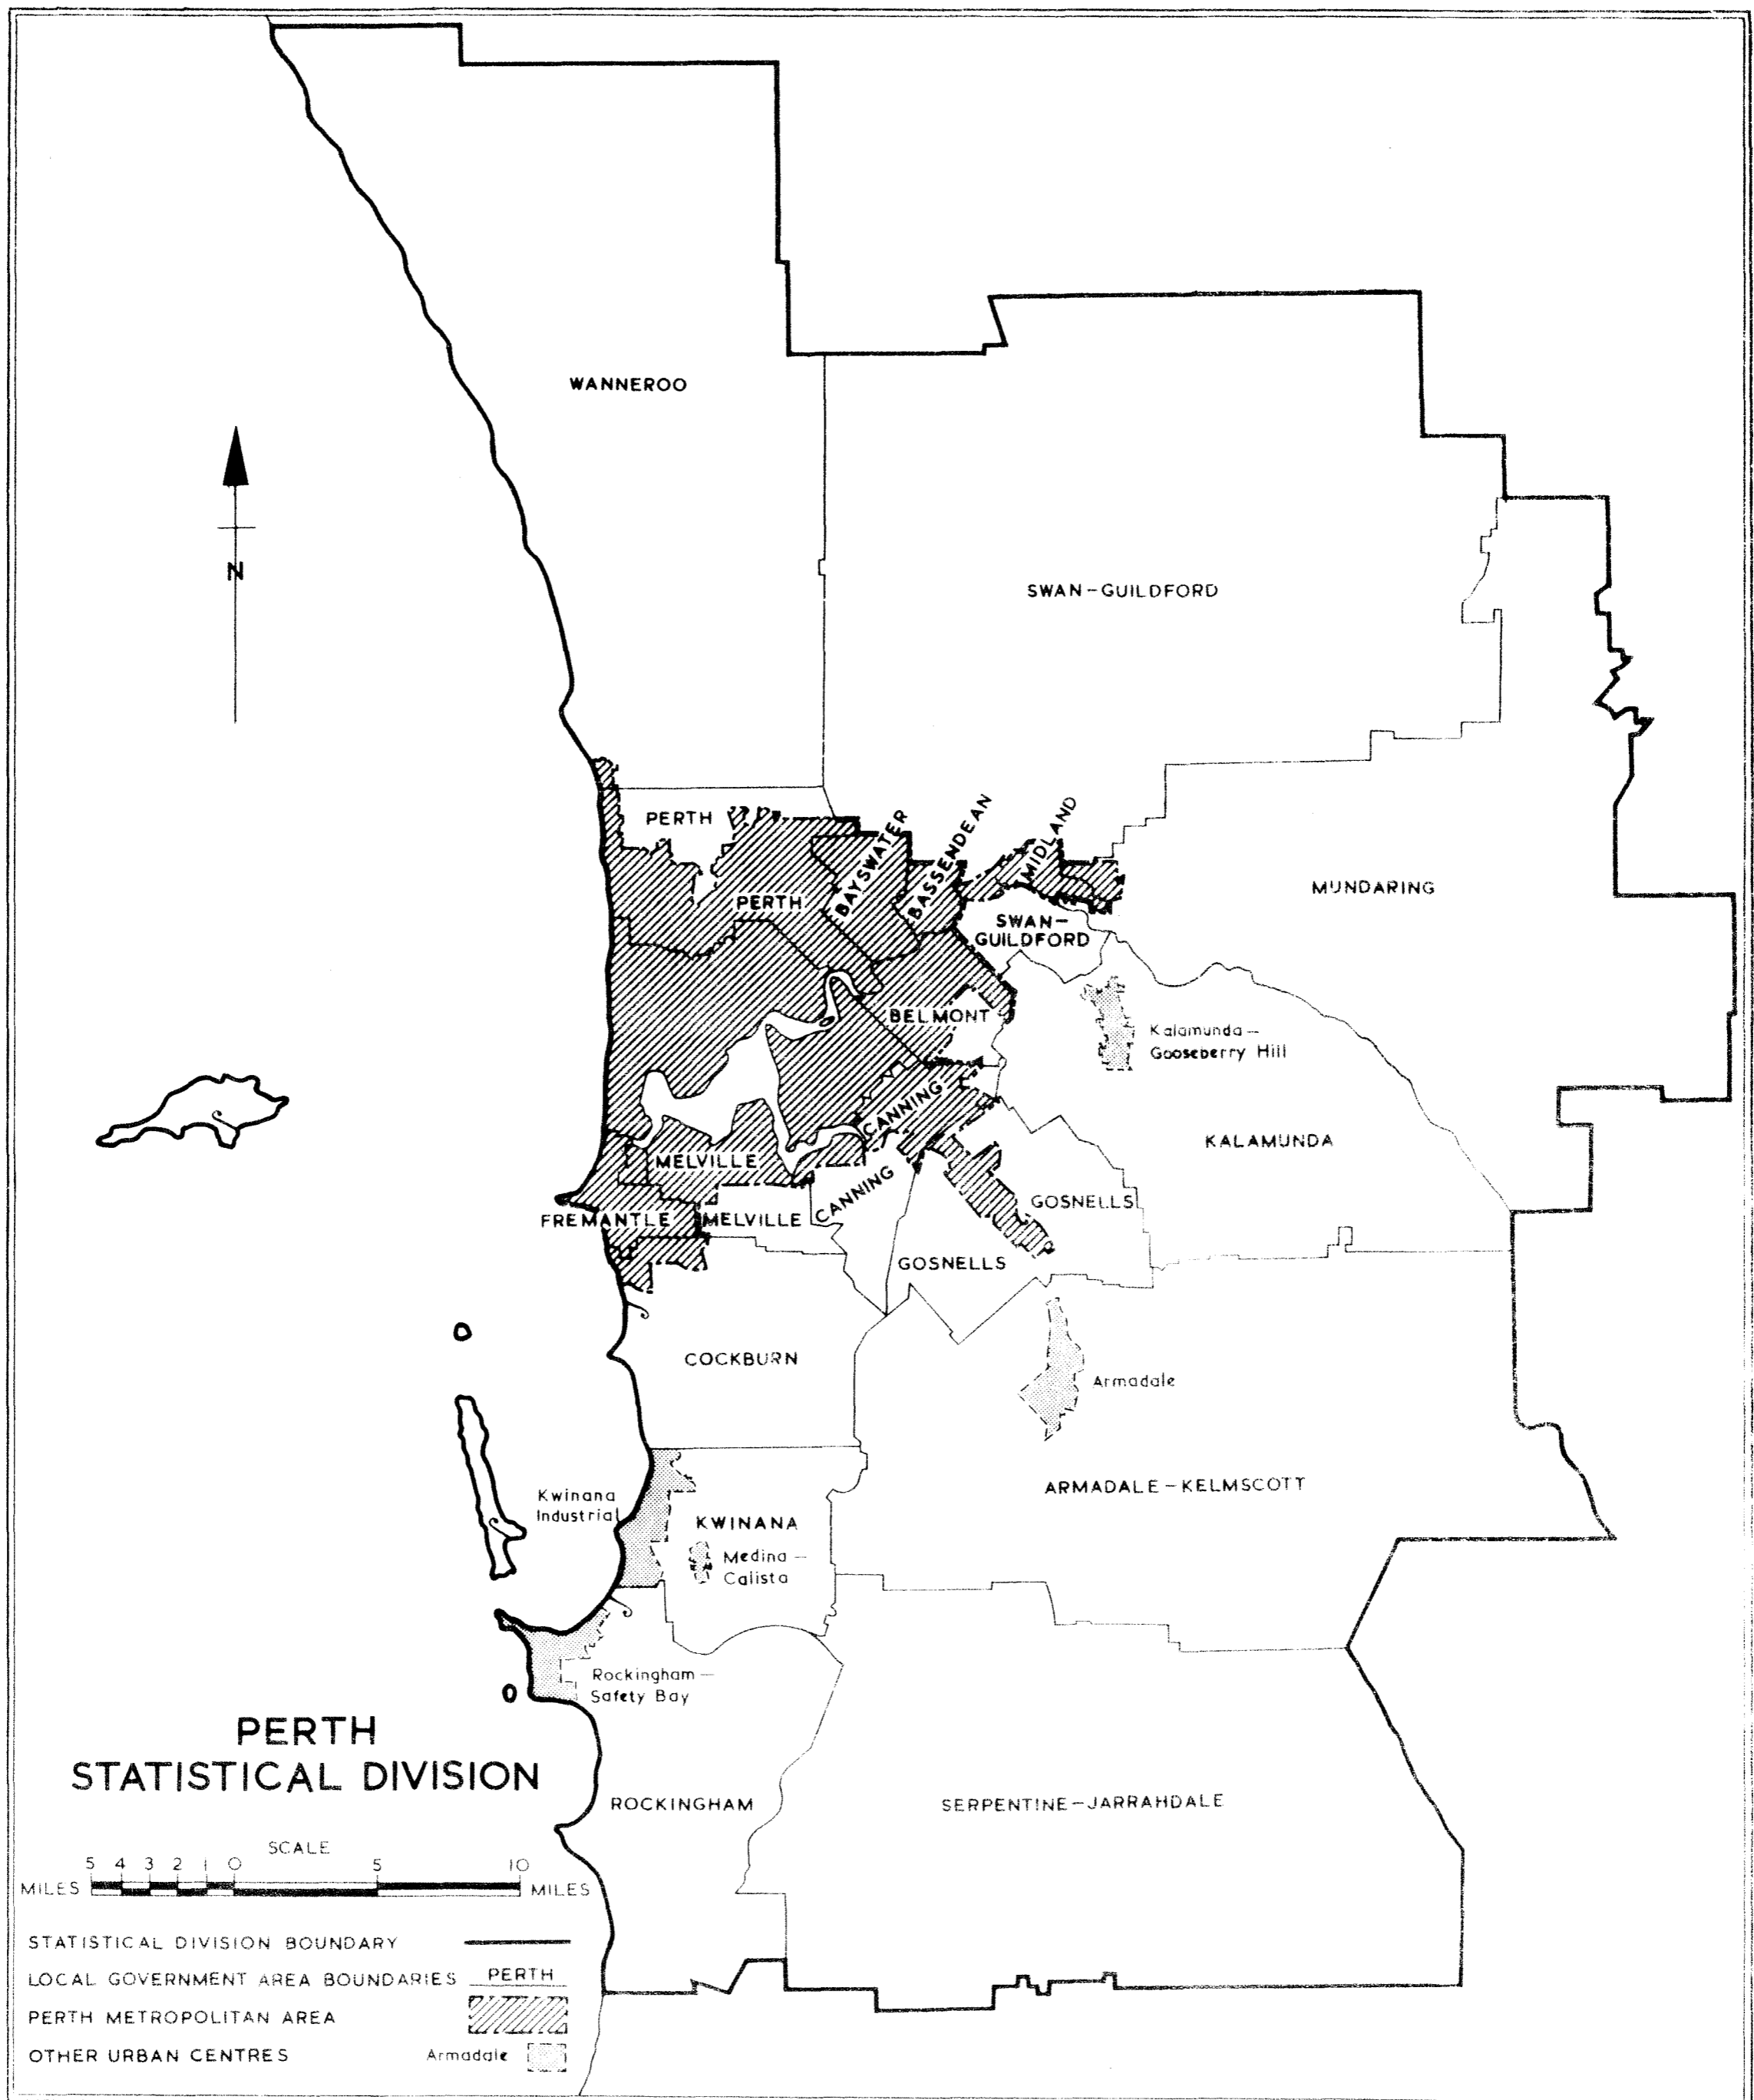 WANNEROO
N
SWAN-GUILDFORD
PERTH
BAYSWATER
BASSENDEAN
MIDLAND
PERTH
MUNDARING
SWAN-
GUILDFORD
BELMONT
Kalamunda-
Gooseberry Hill
CANNING
KALAMUNDA
MELVILLE
CANNING
GOSNELLS
FREMANTLE
MELVILLE
GOSNELLS
COCKBURN
Armadale
ARMADALE-KELMSCOTT
Kwinana
Industrial
KWINANA
Medina-
Calista
Rockingham-
Safety Bay
PERTH
STATISTICAL DIVISION
ROCKINGHAM
SERPENTINE-JARRAHDALE
SCALE
5 4 3 2 1 0 5 10
MILES MILES
STATISTICAL DIVISION BOUNDARY
LOCAL GOVERNMENT AREA BOUNDARIES PERTH
PERTH METROPOLITAN AREA
OTHER URBAN CENTRES Armadale